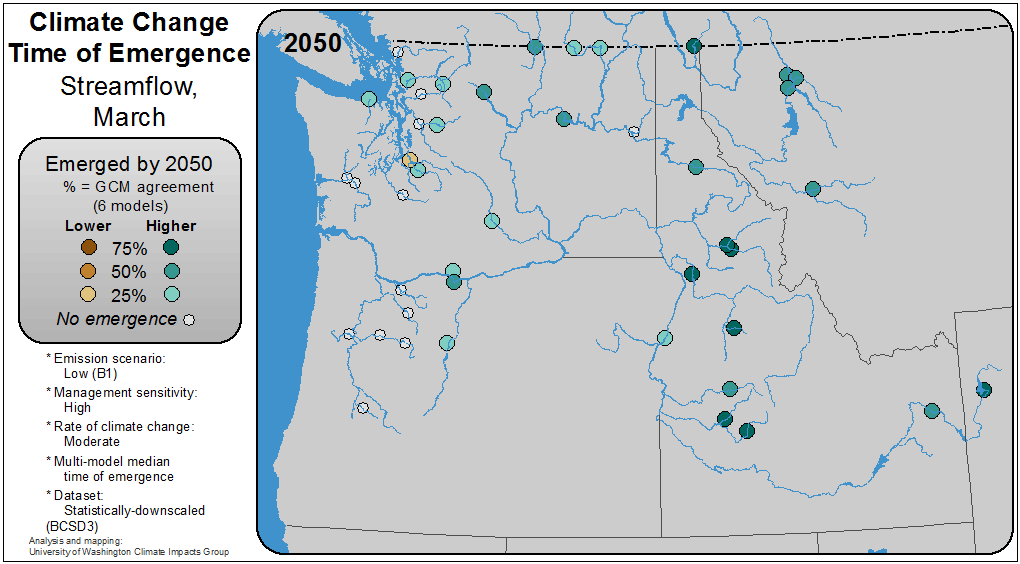 Climate Change
Time of Emergence
Streamflow,
March
2050
Emerged by 2050
% = GCM agreement
(6 models)
Lower Higher
75%
50%
25%
No emergence
* Emission scenario:
Low (B1)
* Management sensitivity:
High
* Rate of climate change:
Moderate
* Multi-model median
time of emergence
* Dataset:
Statistically-downscaled
(BCSD3)
Analysis and mapping:
University of Washington Climate Impacts Group